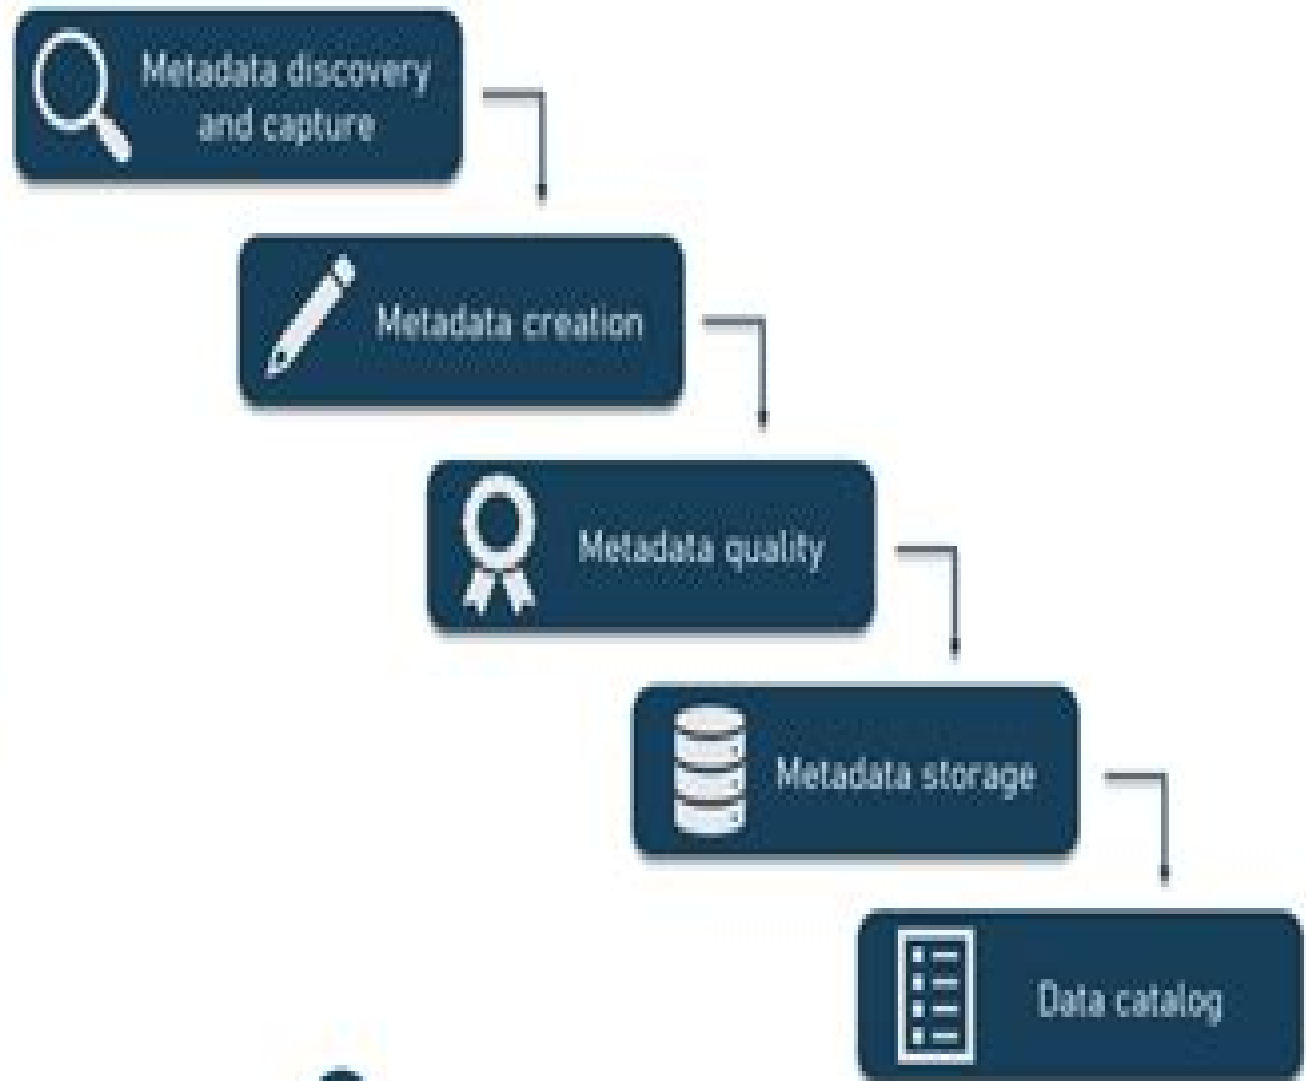 Metadata discovery
and capture
Metadata creation
Metadata quality
Metadata storage
Data catalog